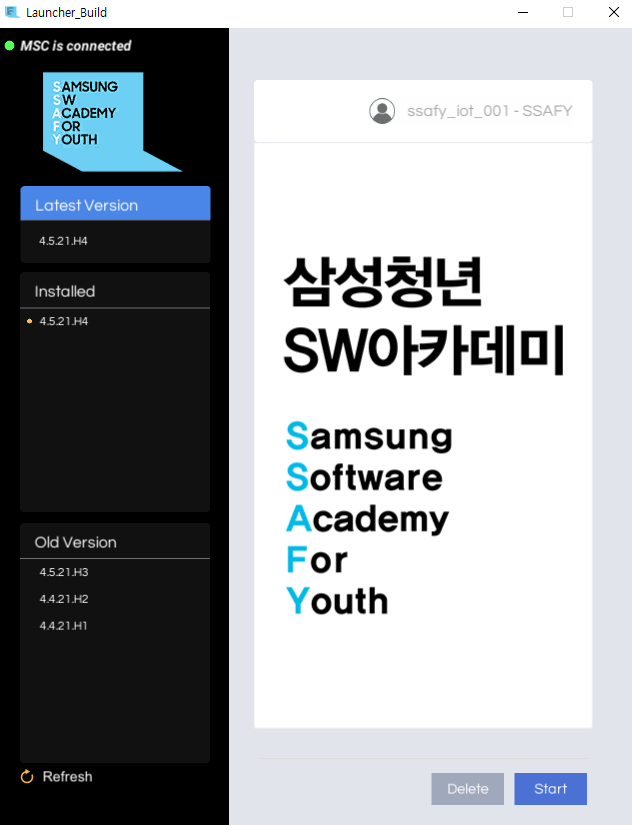 Launcher_Build
MSC is connected
SAMSUNG
SW
ACADEMY
FOR
YOUTH
Latest Version
4.5.21.H4
Installed
4.5.21.H4
Old Version
4.5.21.H3
4.4.21.H2
4.4.21.H1
Refresh
ssafy_iot_001 - SSAFY
삼성청년
SW아카데미
Samsung
Software
Academy
For
Youth
Delete
Start